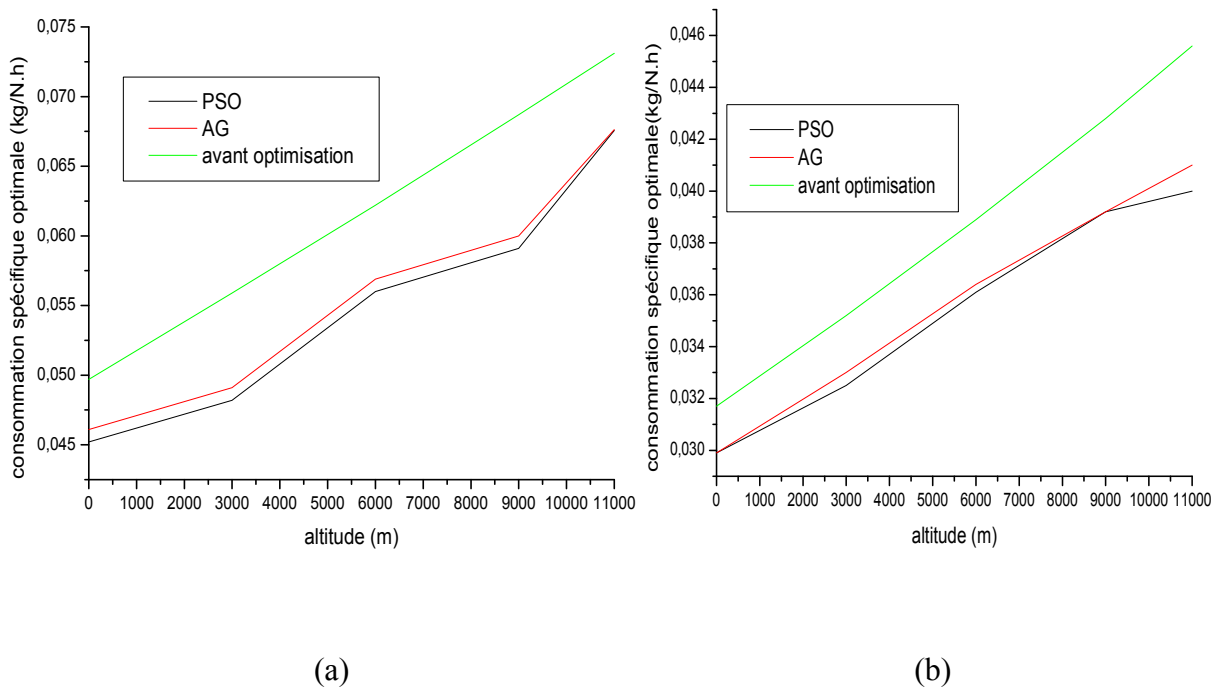 consommation spécifique optimale (kg/N.h)
0,075
0,070
0,065
0,060
0,055
0,050
0,045
PSO
AG
avant optimisation
0 1000 2000 3000 4000 5000 6000 7000 8000 9000 10000 11000
altitude (m)
(a)
consommation spécifique optimale(kg/N.h)
0,046
0,044
0,042
0,040
0,038
0,036
0,034
0,032
0,030
PSO
AG
avant optimisation
0 1000 2000 3000 4000 5000 6000 7000 8000 9000 10000 11000
altitude (m)
(b)